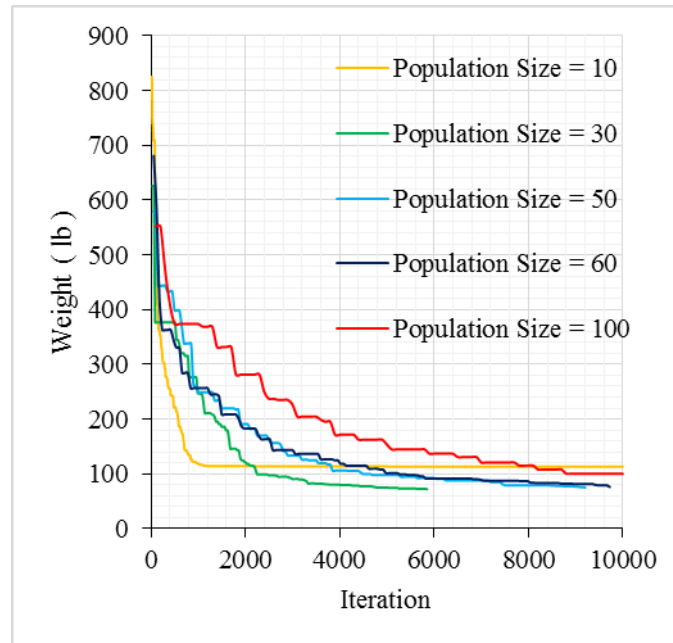 900
800
700
600
500
400
300
200
100
0
Weight ( lb )
Population Size = 10
Population Size = 30
Population Size = 50
Population Size = 60
Population Size = 100
0 2000 4000 6000 8000 10000
Iteration